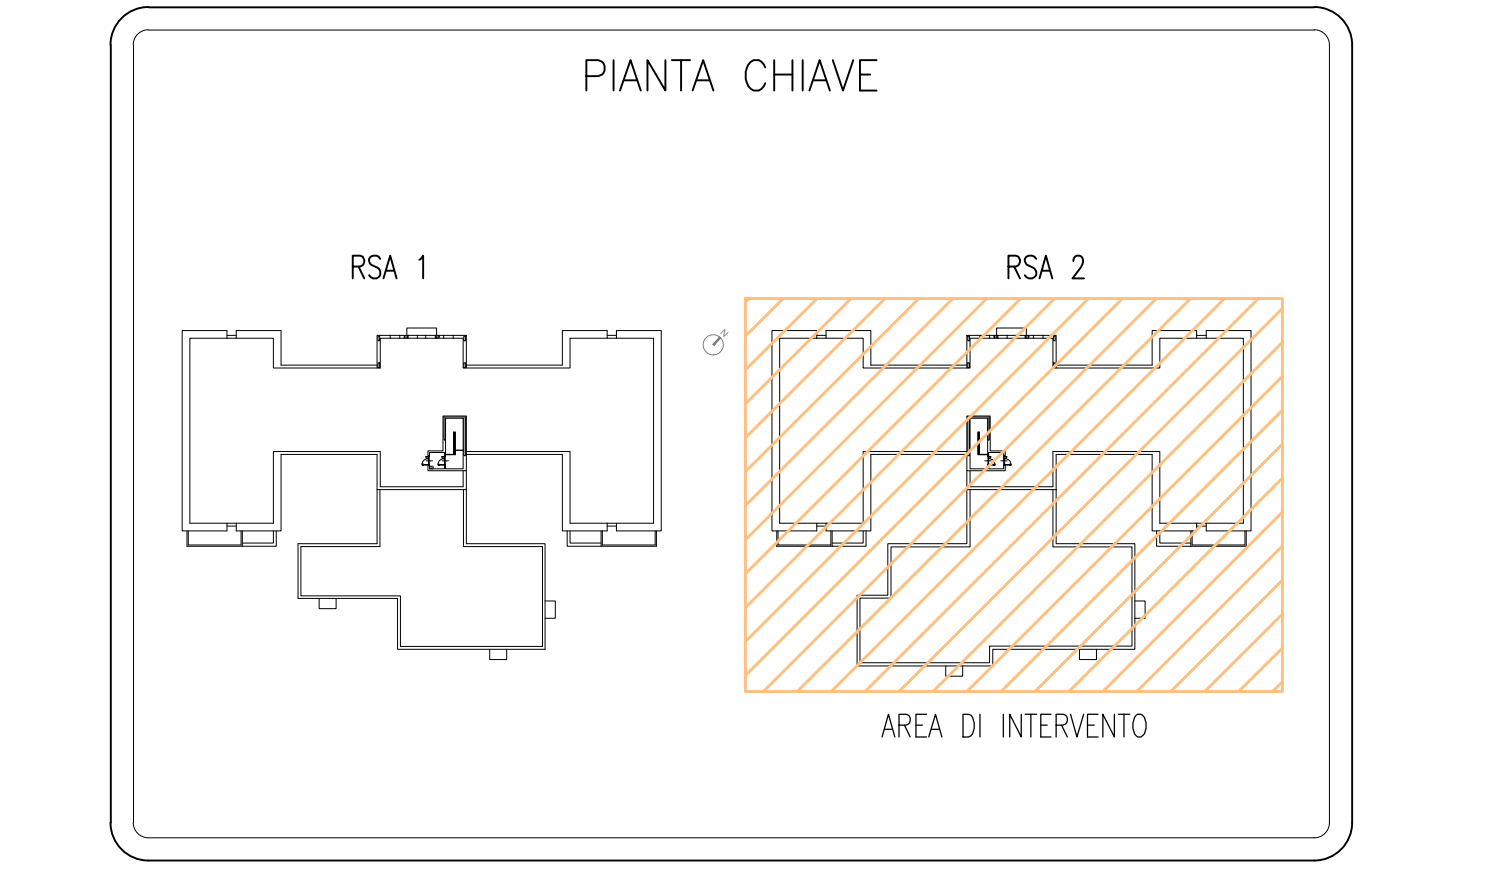 PIANTA CHIAVE
RSA 1
RSA 2
N
AREA DI INTERVENTO